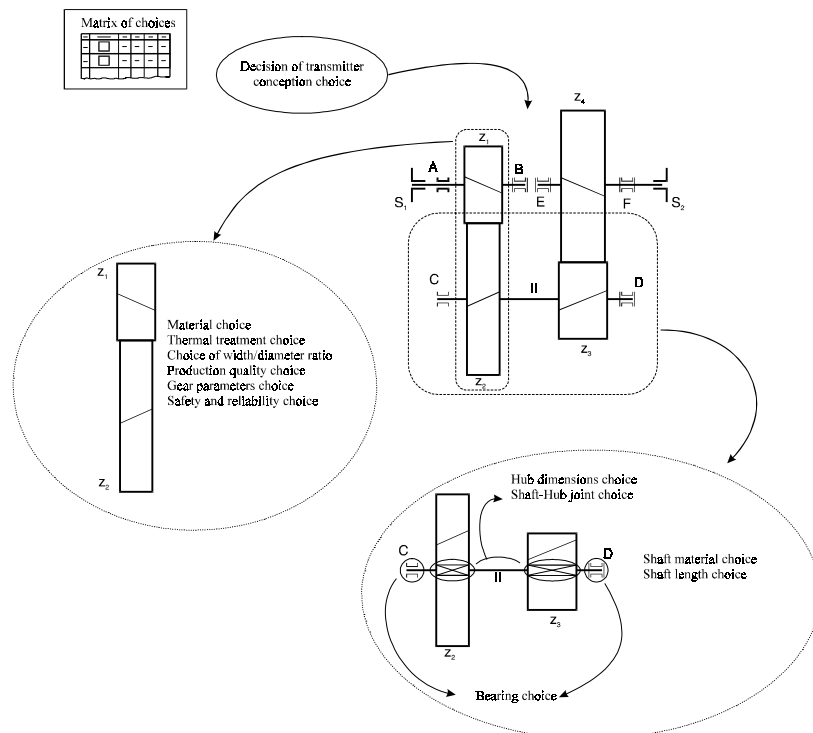 Matrix of choices
Decision of transmitter
conception choice
z4
z1
A
B
S1
E
F
S2
C
II
D
z3
z2
z1
Material choice
Thermal treatment choice
Choice of width/diameter ratio
Production quality choice
Gear parameters choice
Safety and reliability choice
z2
Hub dimensions choice
Shaft-Hub joint choice
C
D
II
Shaft material choice
Shaft length choice
z3
z2
Bearing choice